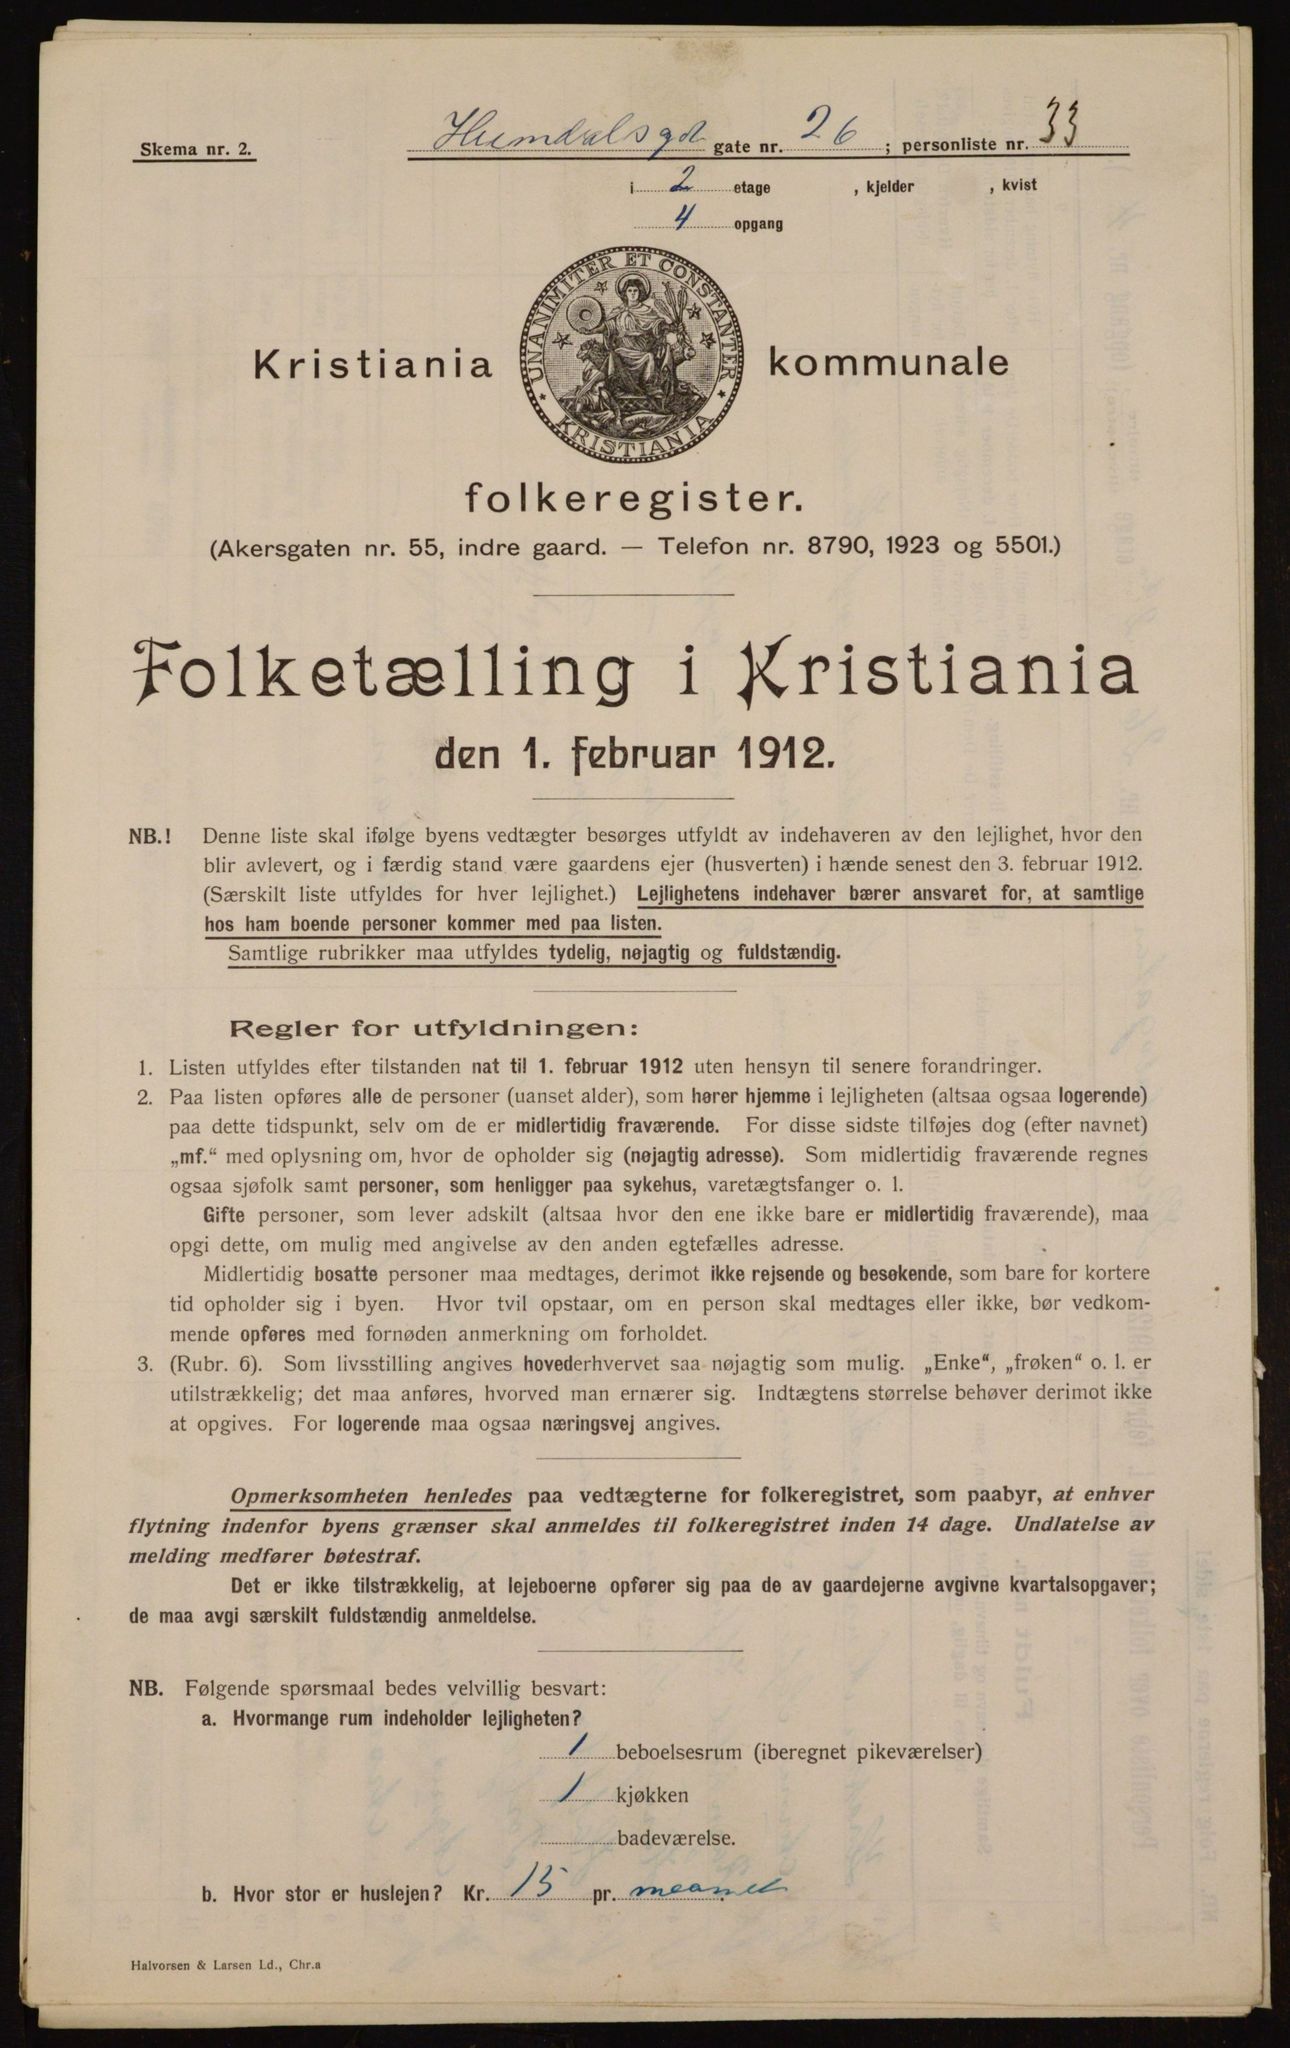 Skema nr. 2.
Heimdalsgd gate nr. 26 ; personliste nr. 33
i 2 etage , kjelder , kvist
4 opgang
UNANIMITER ET CONSTANTER
KRISTIANIA
Kristiania kommunale
folkeregister.
(Akersgaten nr. 55, indre gaard. — Telefon nr. 8790, 1923 og 5501.)
Folketælling i Kristiania
den 1. februar 1912.
NB.! Denne liste skal ifølge byens vedtægter besørges utfyldt av indehaveren av den lejlighet, hvor den
blir avlevert, og i færdig stand være gaardens ejer (husverten) i hænde senest den 3. februar 1912.
(Særskilt liste utfyldes for hver lejlighet.) Lejlighetens indehaver bærer ansvaret for, at samtlige
hos ham boende personer kommer med paa listen.
Samtlige rubrikker maa utfyldes tydelig, nøjagtig og fuldstændig.
Regler for utfyldningen:
1. Listen utfyldes efter tilstanden nat til 1. februar 1912 uten hensyn til senere forandringer.
2. Paa listen opføres alle de personer (uanset alder), som hører hjemme i lejligheten (altsaa ogsaa logerende)
paa dette tidspunkt, selv om de er midlertidig fraværende. For disse sidste tilføjes dog (efter navnet)
„mf.“ med oplysning om, hvor de opholder sig (nøjagtig adresse). Som midlertidig fraværende regnes
ogsaa sjøfolk samt personer, som henligger paa sykehus, varetægtsfanger o. l.
Gifte personer, som lever adskilt (altsaa hvor den ene ikke bare er midlertidig fraværende), maa
opgi dette, om mulig med angivelse av den anden egtefælles adresse.
Midlertidig bosatte personer maa medtages, derimot ikke rejsende og besøkende, som bare for kortere
tid opholder sig i byen. Hvor tvil opstaar, om en person skal medtages eller ikke, bør vedkom-
mende opføres med fornøden anmerkning om forholdet.
3. (Rubr. 6). Som livsstilling angives hovederhvervet saa nøjagtig som mulig. „Enke“, „frøken“ o. l. er
utilstrækkelig; det maa anføres, hvorved man ernærer sig. Indtægtens størrelse behøver derimot ikke
at opgives. For logerende maa ogsaa næringsvej angives.
Opmerksomheten henledes paa vedtægterne for folkeregistret, som paabyr, at enhver
flytning indenfor byens grænser skal anmeldes til folkeregistret inden 14 dage. Undlatelse av
melding medfører bøtestraf.
Det er ikke tilstrækkelig, at lejeboerne opfører sig paa de av gaardejerne avgivne kvartalsopgaver;
de maa avgi særskilt fuldstændig anmeldelse.
NB. Følgende spørsmaal bedes velvillig besvart:
a. Hvormange rum indeholder lejligheten?
1 beboelsesrum (iberegnet pikeværelser)
1 kjøkken
badeværelse.
b. Hvor stor er huslejen? Kr. 15 pr. maaned
Halvorsen & Larsen Ld., Chr.a